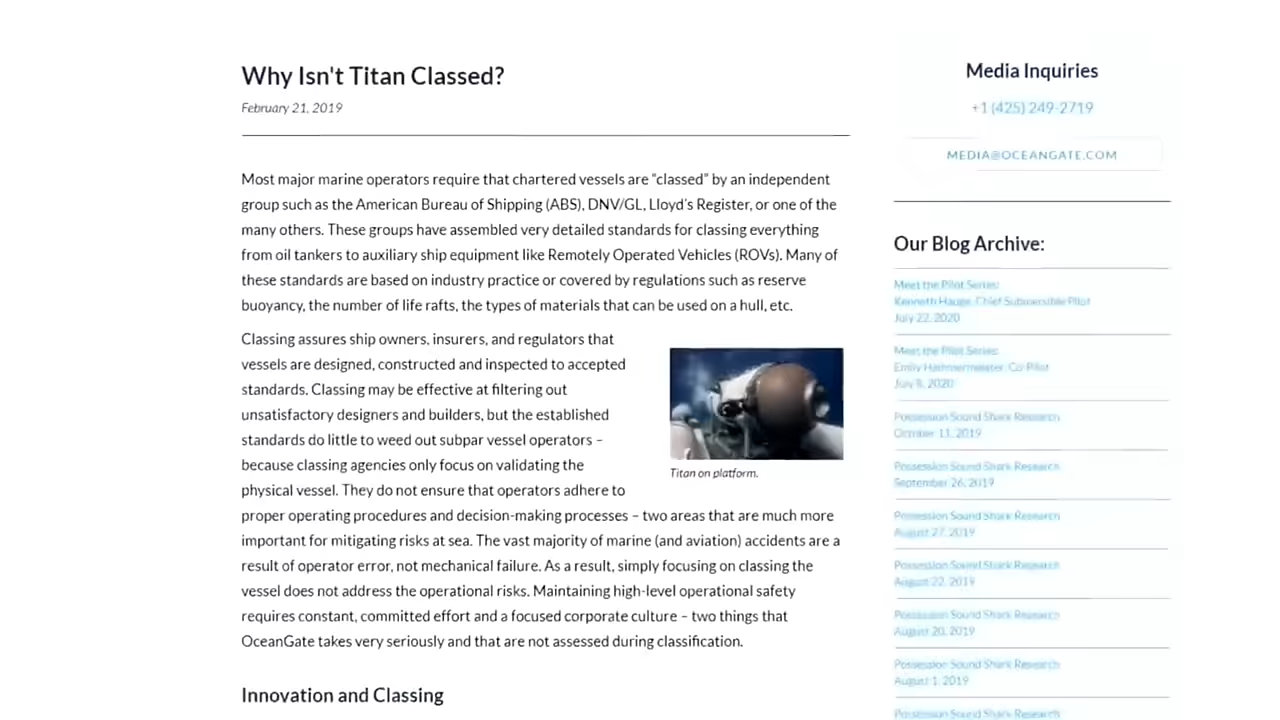 Why Isn't Titan Classed?
February 21, 2019
Most major marine operators require that chartered vessels are “classed” by an independent
group such as the American Bureau of Shipping (ABS), DNV/GL, Lloyd’s Register, or one of the
many others. These groups have assembled very detailed standards for classing everything
from oil tankers to auxiliary ship equipment like Remotely Operated Vehicles (ROVs). Many of
these standards are based on industry practice or covered by regulations such as reserve
buoyancy, the number of life rafts, the types of materials that can be used on a hull, etc.
Classing assures ship owners, insurers, and regulators that
vessels are designed, constructed and inspected to accepted
standards. Classing may be effective at filtering out
unsatisfactory designers and builders, but the established
standards do little to weed out subpar vessel operators –
because classing agencies only focus on validating the
physical vessel. They do not ensure that operators adhere to
proper operating procedures and decision-making processes – two areas that are much more
important for mitigating risks at sea. The vast majority of marine (and aviation) accidents are a
result of operator error, not mechanical failure. As a result, simply focusing on classing the
vessel does not address the operational risks. Maintaining high-level operational safety
requires constant, committed effort and a focused corporate culture – two things that
OceanGate takes very seriously and that are not assessed during classification.
Titan on platform.
Innovation and Classing
Media Inquiries
+1 (425) 249-2719
MEDIA@OCEANGATE.COM
Our Blog Archive:
Meet the Pilot Series:
Kenneth Hauge, Chief Submersible Pilot
July 22, 2020
Meet the Pilot Series:
Emily Hammermeister, Co-Pilot
July 8, 2020
Possession Sound Shark Research
October 11, 2019
Possession Sound Shark Research
September 26, 2019
Possession Sound Shark Research
August 27, 2019
Possession Sound Shark Research
August 22, 2019
Possession Sound Shark Research
August 20, 2019
Possession Sound Shark Research
August 1, 2019
Possession Sound Shark Research